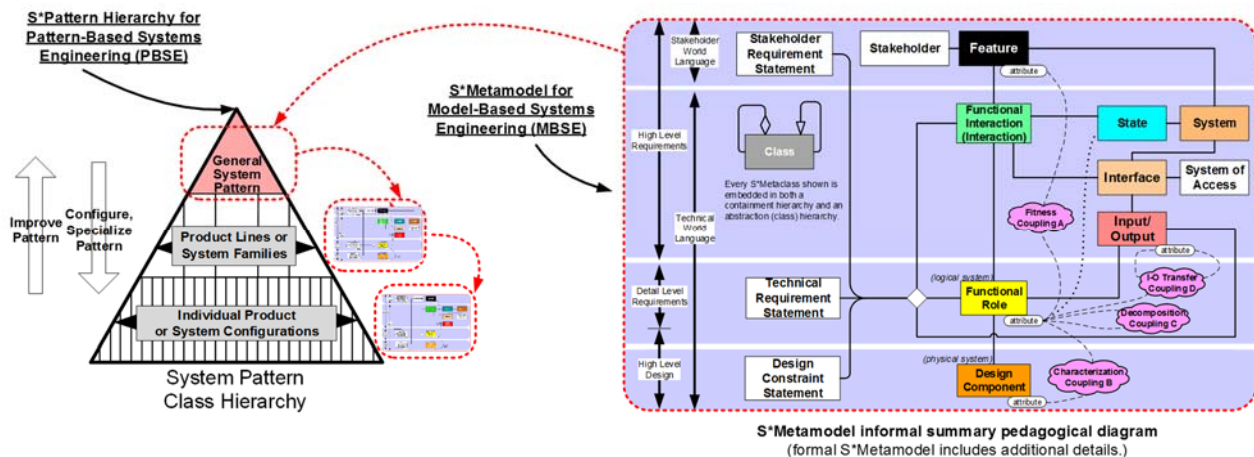 S*Pattern Hierarchy for
Pattern-Based Systems
Engineering (PBSE)
S*Metamodel for
Model-Based Systems
Engineering (MBSE)
General
System
Pattern
Improve
Pattern
Configure,
Specialize
Pattern
Product Lines or
System Families
Individual Product
or System Configurations
System Pattern
Class Hierarchy
Stakeholder
World
Language
High Level
Requirements
Technical
World
Language
Detail Level
Requirements
High Level
Design
Stakeholder
Requirement
Statement
Stakeholder
Feature
attribute
Functional
Interaction
(Interaction)
State
System
Class
Every S*Metaclass shown is
embedded in both a
containment hierarchy and an
abstraction (class) hierarchy.
Interface
System of
Access
Fitness
Coupling A
Input/
Output
attribute
I-O Transfer
Coupling D
Technical
Requirement
Statement
(logical system)
Functional
Role
attribute
Decomposition
Coupling C
Design
Constraint
Statement
(physical system)
Design
Component
attribute
Characterization
Coupling B
S*Metamodel informal summary pedagogical diagram
(formal S*Metamodel includes additional details.)